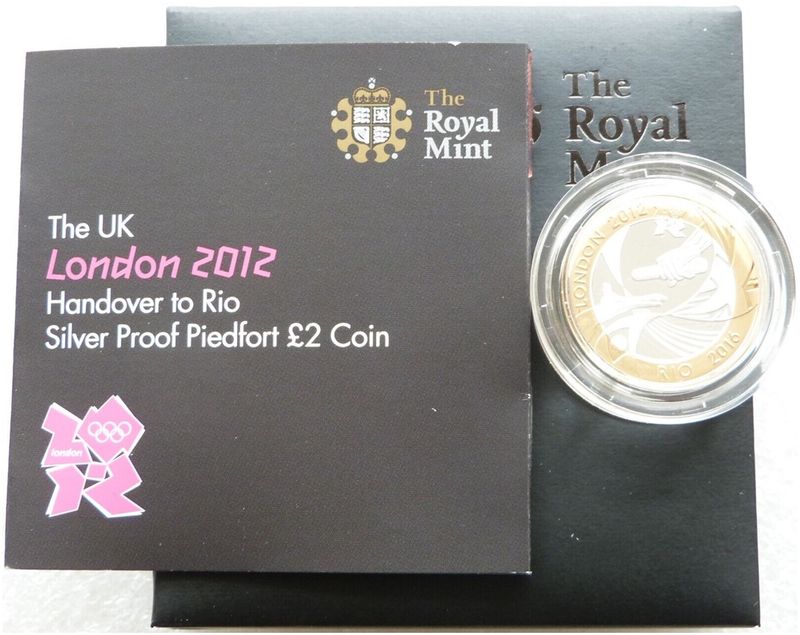 The
Royal
Mint
The UK
London 2012
Handover to Rio
Silver Proof Piedfort £2 Coin
london
The
Royal
M
LONDON 2012
RIO 2016